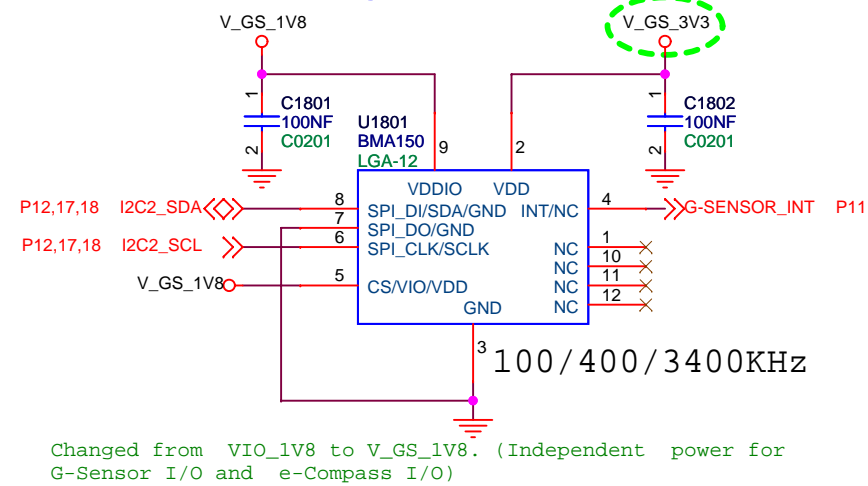 V_GS_1V8
V_GS_3V3
1
C1801
100NF
C0201
2
U1801
BMA150
LGA-12
9
2
1
C1802
100NF
C0201
2
VDDIO VDD
P12,17,18 I2C2_SDA 8 SPI_DI/SDA/GND INT/NC 4 G-SENSOR_INT P11
7 SPI_DO/GND
P12,17,18 I2C2_SCL 6 SPI_CLK/SCLK NC 1
NC 10
V_GS_1V8 5 CS/VIO/VDD NC 11
GND NC 12
3
100/400/3400KHz
Changed from VIO_1V8 to V_GS_1V8. (Independent power for
G-Sensor I/O and e-Compass I/O)